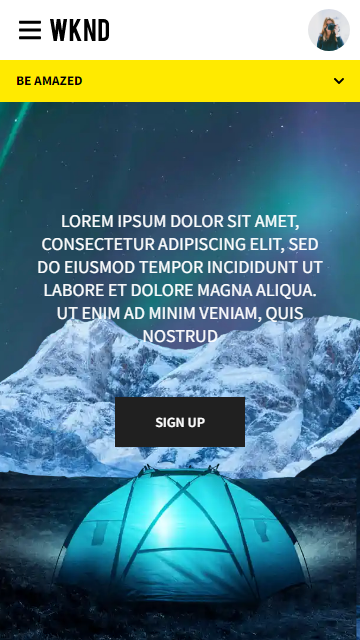 WKND
BE AMAZED
LOREM IPSUM DOLOR SIT AMET,
CONSECTETUR ADIPISCING ELIT, SED
DO EIUSMOD TEMPOR INCIDIDUNT UT
LABORE ET DOLORE MAGNA ALIQUA.
UT ENIM AD MINIM VENIAM, QUIS
NOSTRUD
SIGN UP